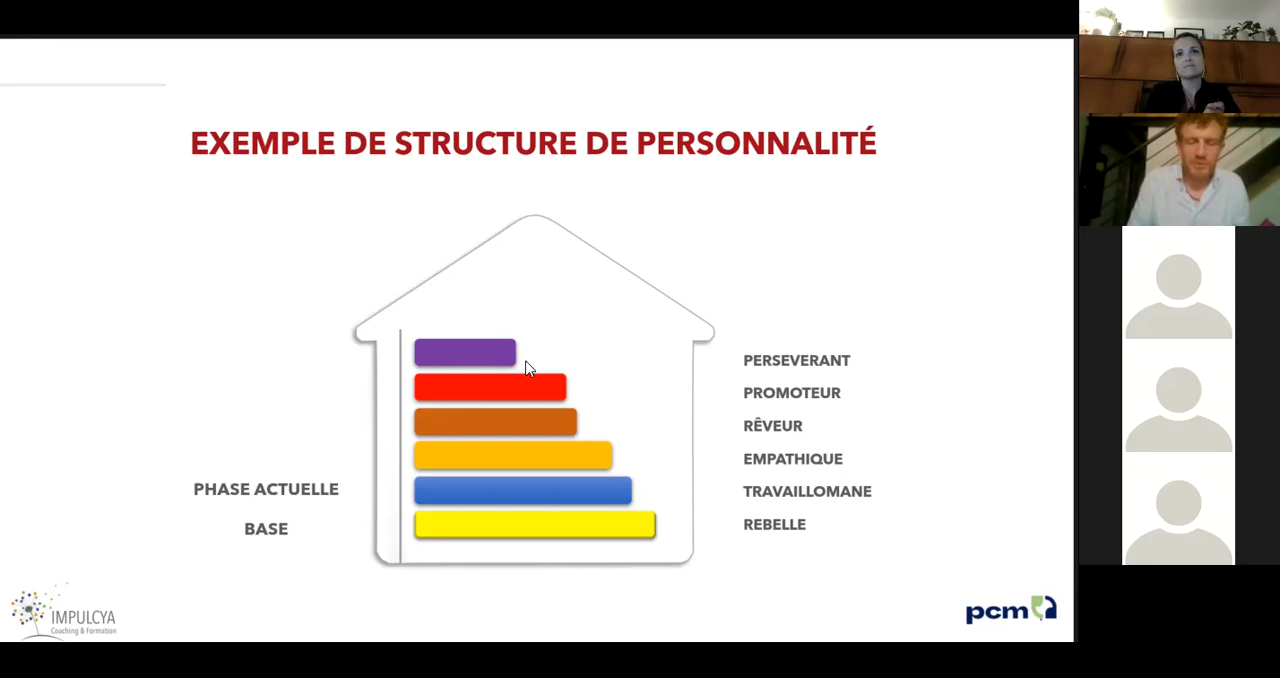 EXEMPLE DE STRUCTURE DE PERSONNALITÉ
PERSEVERANT
PROMOTEUR
RÊVEUR
EMPATHIQUE
TRAVAILLOMANE
REBELLE
PHASE ACTUELLE
BASE
IMPULCYA
Coaching & Formation
pcm